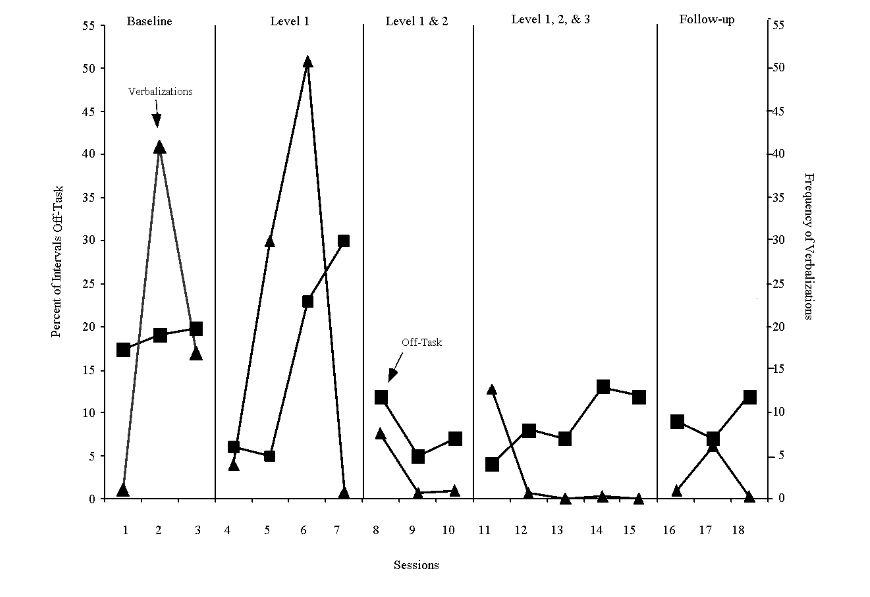 Baseline
Level 1
Level 1 & 2
Level 1, 2, & 3
Follow-up
55
50
45
40
35
30
25
20
15
10
5
0
Percent of Intervals Off-Task
Verbalizations
Off-Task
55
50
45
40
35
30
25
20
15
10
5
0
Frequency of Verbalizations
1 2 3 4 5 6 7 8 9 10 11 12 13 14 15 16 17 18
Sessions